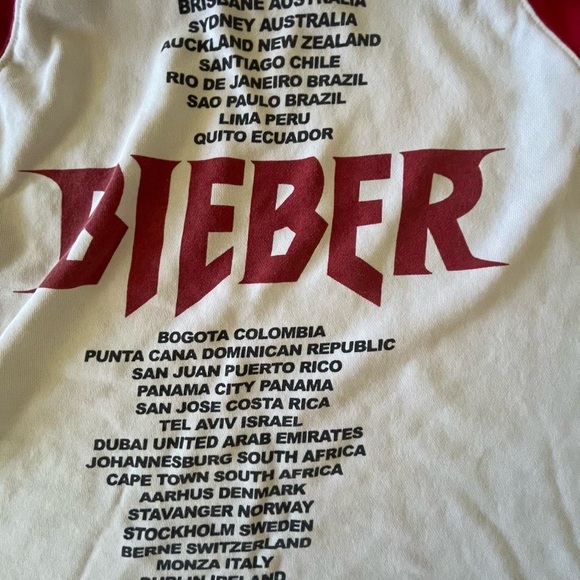 BRISBANE AUSTRALIA
SYDNEY AUSTRALIA
AUCKLAND NEW ZEALAND
SANTIAGO CHILE
RIO DE JANEIRO BRAZIL
SAO PAULO BRAZIL
LIMA PERU
QUITO ECUADOR
BIEBER
BOGOTA COLOMBIA
PUNTA CANA DOMINICAN REPUBLIC
SAN JUAN PUERTO RICO
PANAMA CITY PANAMA
SAN JOSE COSTA RICA
TEL AVIV ISRAEL
DUBAI UNITED ARAB EMIRATES
JOHANNESBURG SOUTH AFRICA
CAPE TOWN SOUTH AFRICA
AARHUS DENMARK
STAVANGER NORWAY
STOCKHOLM SWEDEN
BERNE SWITZERLAND
MONZA ITALY
DUBLIN IRELAND